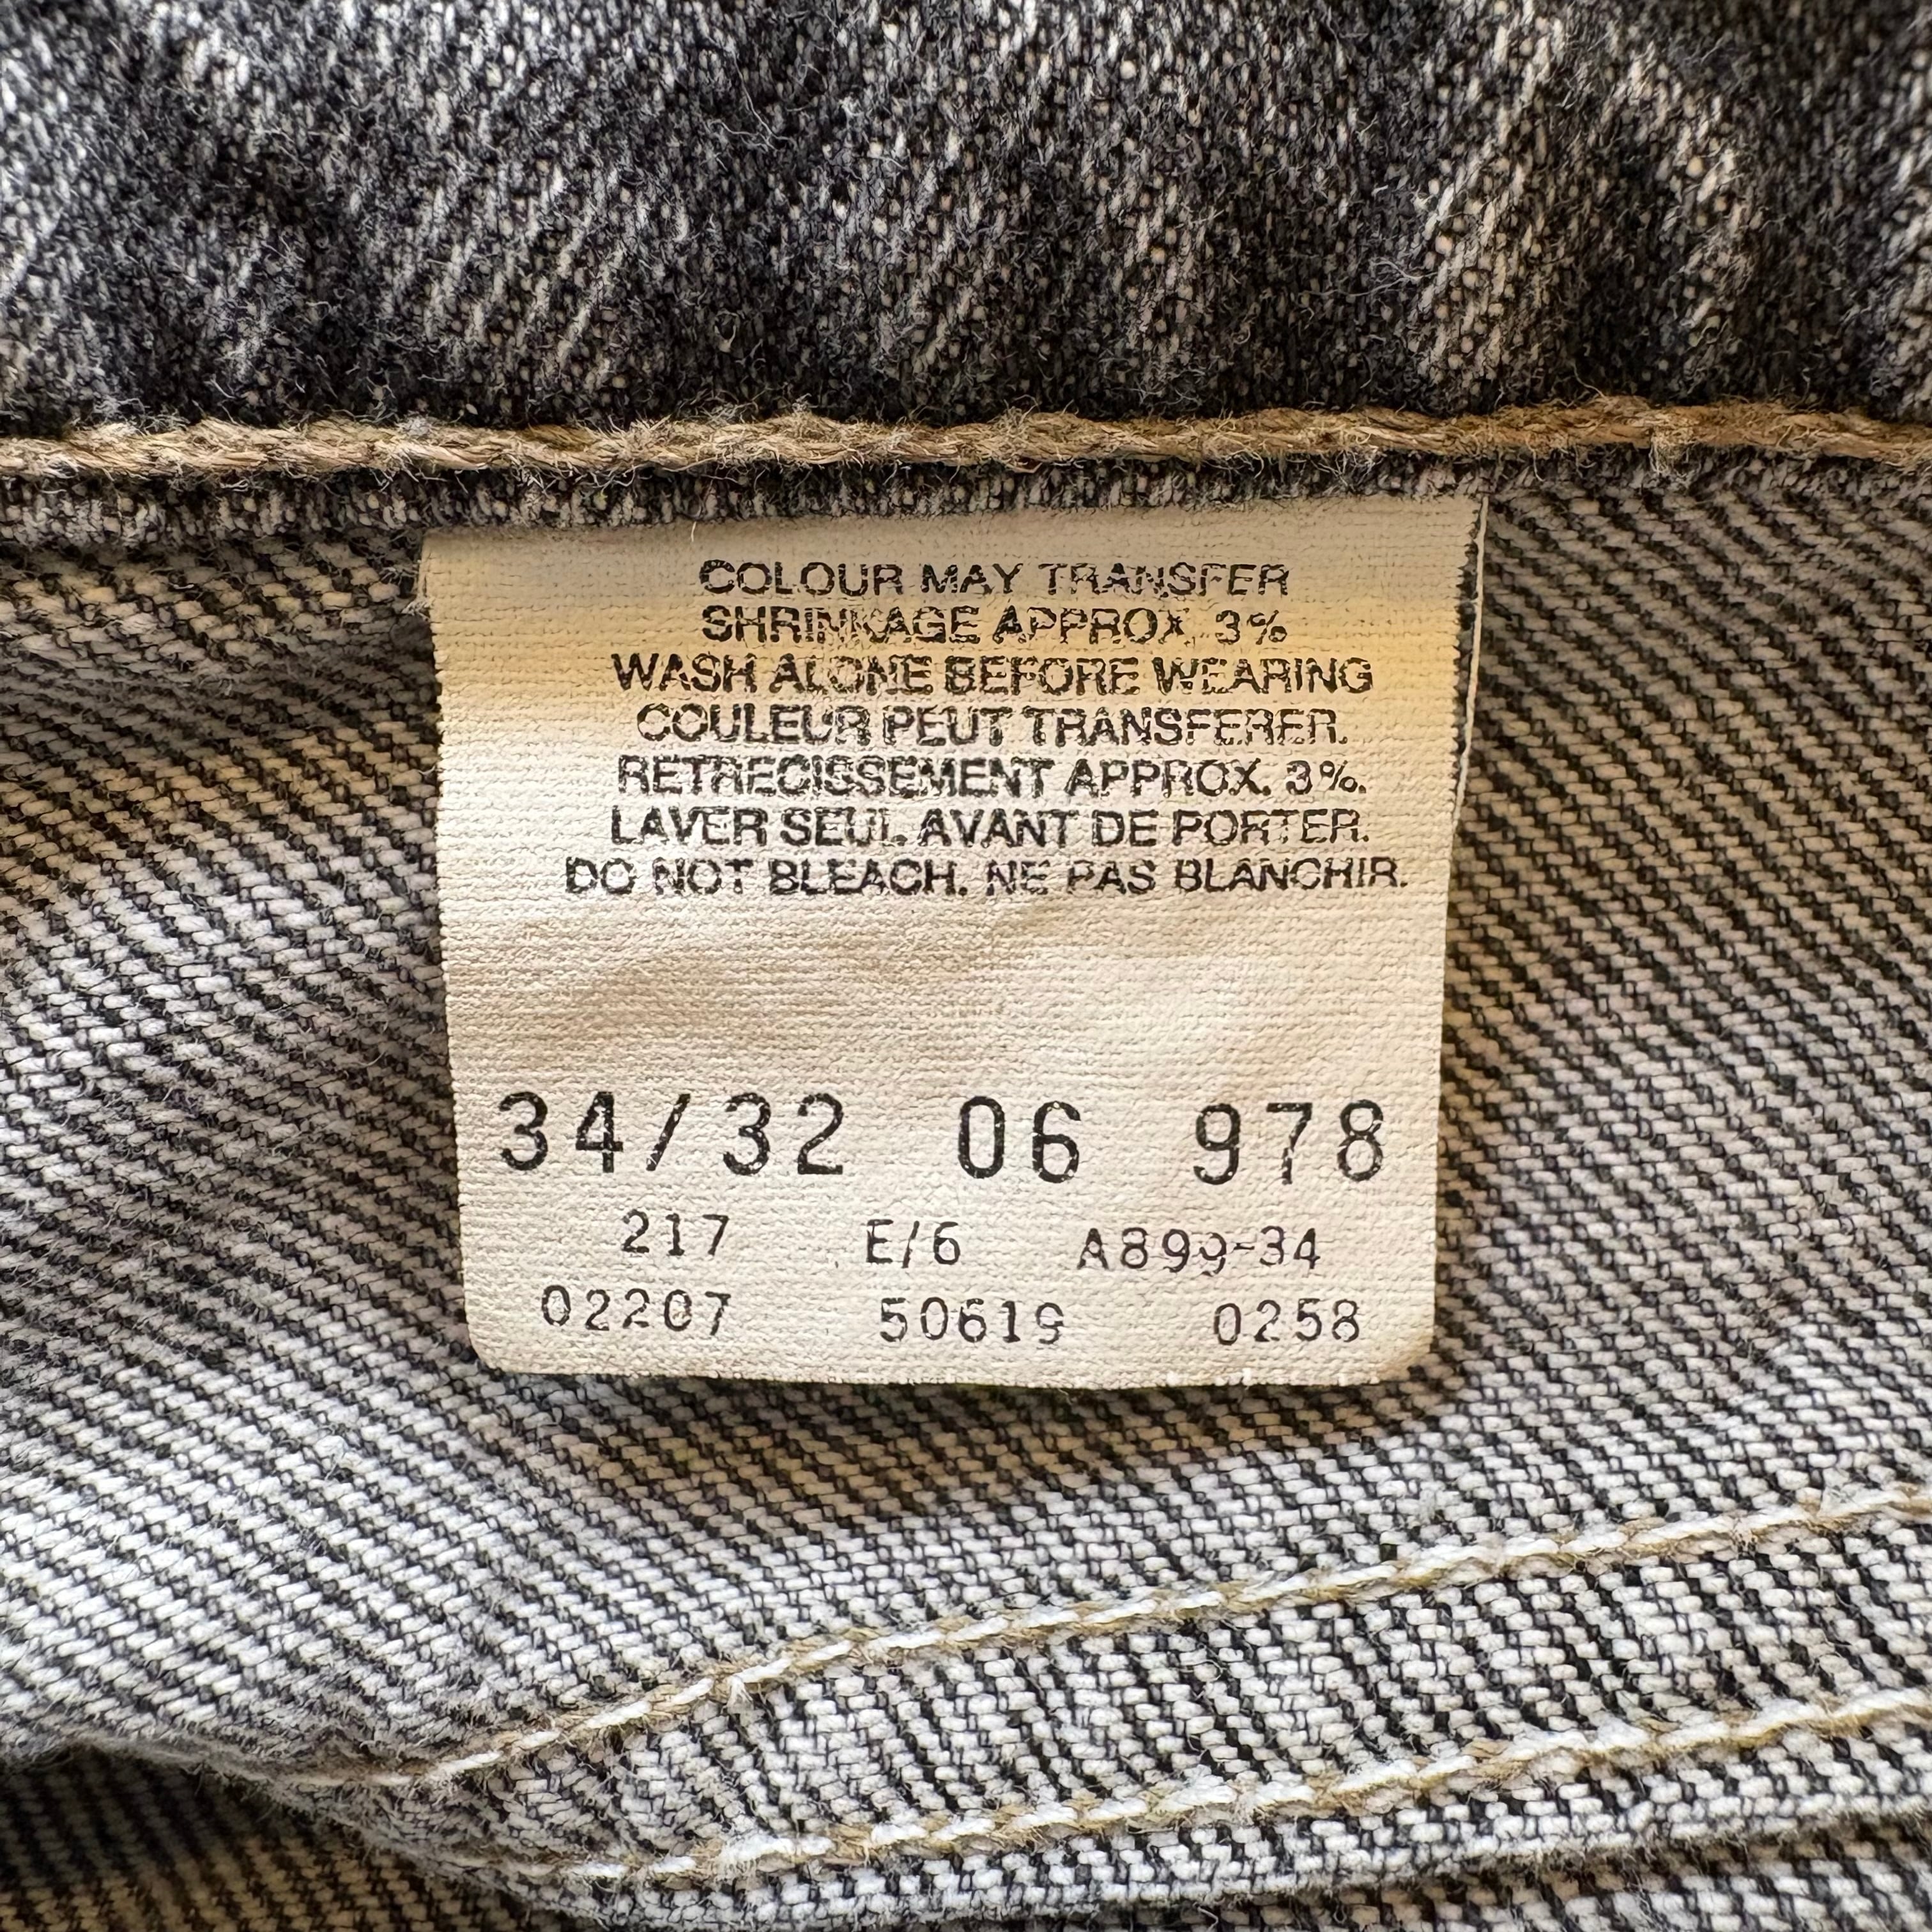 COLOUR MAY TRANSFER
SHRINKAGE APPROX. 3%
WASH ALONE BEFORE WEARING
COULEUR PEUT TRANSFERER.
RETRECISSEMENT APPROX. 3%.
LAVER SEUL AVANT DE PORTER.
DO NOT BLEACH. NE PAS BLANCHIR.
34/32 06 978
217 E/6 A899-34
02207 50619 0258